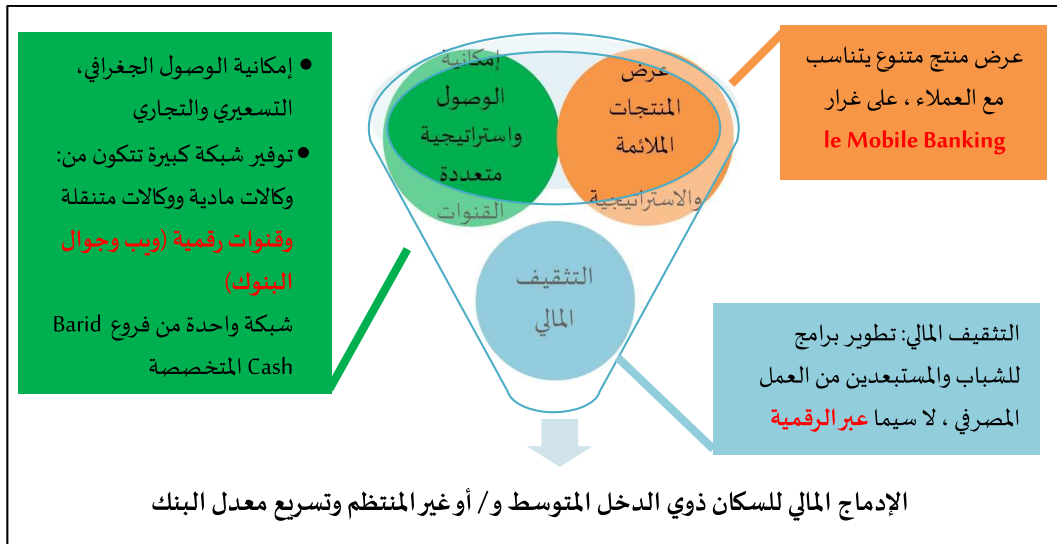 عرض منتج متنوع يتناسب
مع العملاء ، على غرار
le Mobile Banking
عرض
المنتجات
الملائمة
والاستراتيجية
إمكانية
الوصول
واستراتيجية
متعددة
القنوات
• إمكانية الوصول الجغرافي،
التسعيري والتجاري
• توفير شبكة كبيرة تتكون من:
وكالات مادية ووكالات متنقلة
وقنوات رقمية (ويب وجوال
البنوك)
شبكة واحدة من فروع Barid
Cash المتخصصة
التثقيف
المالي
التثقيف المالي: تطوير برامج
للشباب والمستبعدين من العمل
المصرفي ، لا سيما عبر الرقمية
الإدماج المالي للسكان ذوي الدخل المتوسط و/ أو غير المنتظم وتسريع معدل البنك